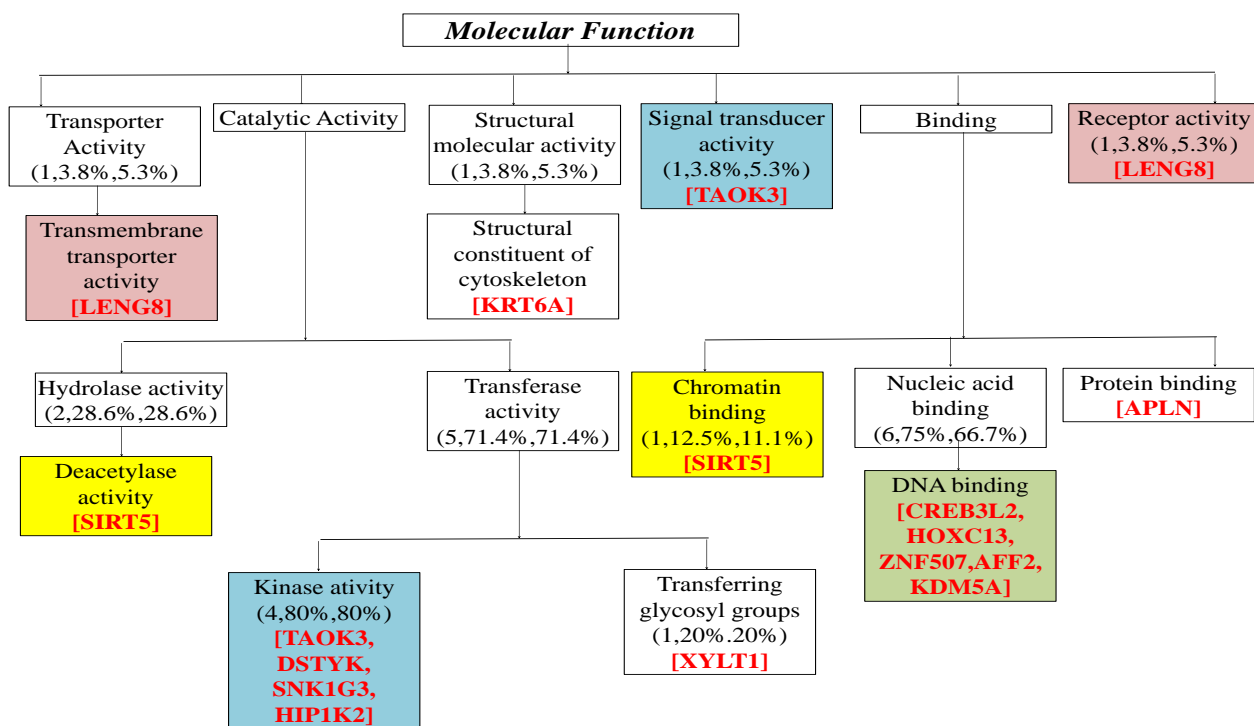 Molecular Function
Transporter
Activity
(1,3.8%,5.3%)
Catalytic Activity
Structural
molecular activity
(1,3.8%,5.3%)
Signal transducer
activity
(1,3.8%,5.3%)
[TAOK3]
Binding
Receptor activity
(1,3.8%,5.3%)
[LENG8]
Transmembrane
transporter
activity
[LENG8]
Structural
constituent of
cytoskeleton
[KRT6A]
Hydrolase activity
(2,28.6%,28.6%)
Transferase
activity
(5,71.4%,71.4%)
Chromatin
binding
(1,12.5%,11.1%)
[SIRT5]
Nucleic acid
binding
(6,75%,66.7%)
Protein binding
[APLN]
Deacetylase
activity
[SIRT5]
DNA binding
[CREB3L2,
HOXC13,
ZNF507,AFF2,
KDM5A]
Kinase ativity
(4,80%,80%)
[TAOK3,
DSTYK,
SNK1G3,
HIP1K2]
Transferring
glycosyl groups
(1,20%.20%)
[XYLT1]